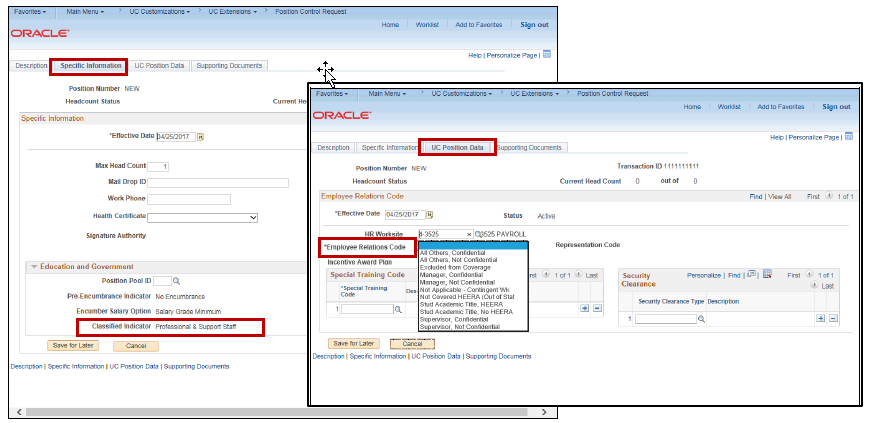 Favorites Main Menu > UC Customizations > UC Extensions > Position Control Request
Home Worklist Add to Favorites Sign out
ORACLE
Help | Personalize Page |
Description Specific Information UC Position Data Supporting Documents
Position Number NEW
Headcount Status Current Hea
Specific Information
*Effective Date 04/25/2017
Max Head Count 1
Mail Drop ID
Work Phone
Health Certificate
Signature Authority
Education and Government
Position Pool ID
Pre-Encumbrance Indicator No Encumbrance
Encumber Salary Option Salary Grade Minimum
Classified Indicator Professional & Support Staff
Save for Later Cancel
Description | Specific Information | UC Position Data | Supporting Documents
Favorites Main Menu > UC Customizations > UC Extensions > Position Control Request
Home Worklist Add to Favorites Sign out
ORACLE
Help | Personalize Page |
Description Specific Information UC Position Data Supporting Documents
Position Number NEW Transaction ID 1111111111
Headcount Status Current Head Count 0 out of 0
Employee Relations Code Find | View All First 1 of 1
*Effective Date 04/25/2017 Status Active
HR Worksite 4-3525 × 3525 PAYROLL
*Employee Relations Code Representation Code
All Others, Confidential
All Others, Not Confidential
Excluded from Coverage
Manager, Confidential
Manager, Not Confidential
Not Applicable - Contingent Wk
Not Covered HEERA (Out of Stat
Stud Academic Title, HEERA
Stud Academic Title, No HEERA
Supervisor, Confidential
Supervisor, Not Confidential
Incentive Award Plan
Special Training Code irst 1 of 1 Last
*Special Training Code Des
1
Security Clearance Personalize | Find | First 1 of 1 Last
Security Clearance Type Description
1
Save for Later Cancel
Description | Specific Information | UC Position Data | Supporting Documents